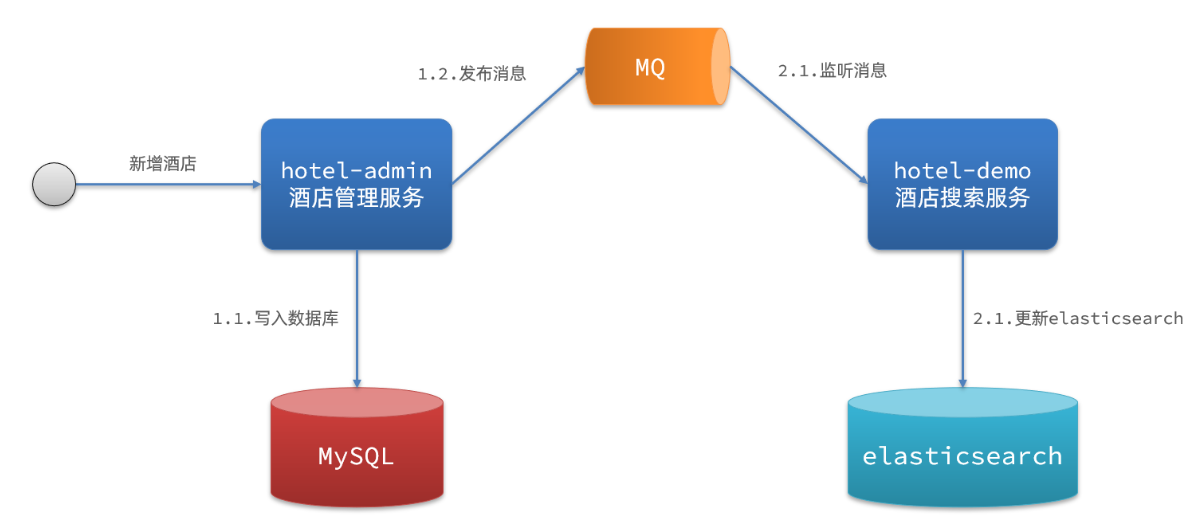 MQ
1.2.发布消息
2.1.监听消息
新增酒店
hotel-admin
酒店管理服务
hotel-demo
酒店搜索服务
1.1.写入数据库
2.1.更新elasticsearch
MySQL
elasticsearch